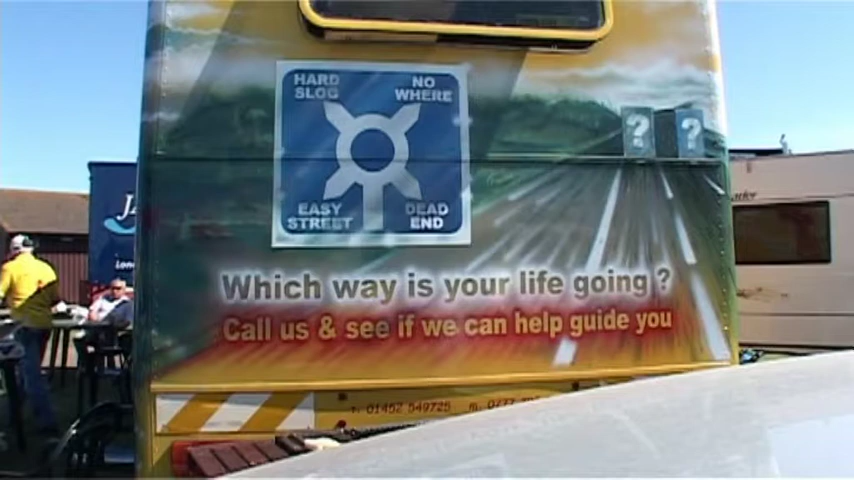 HARD
SLOG
NO
WHERE
?
?
EASY
STREET
DEAD
END
Which way is your life going ?
Call us & see if we can help guide you
T: 01452 549725